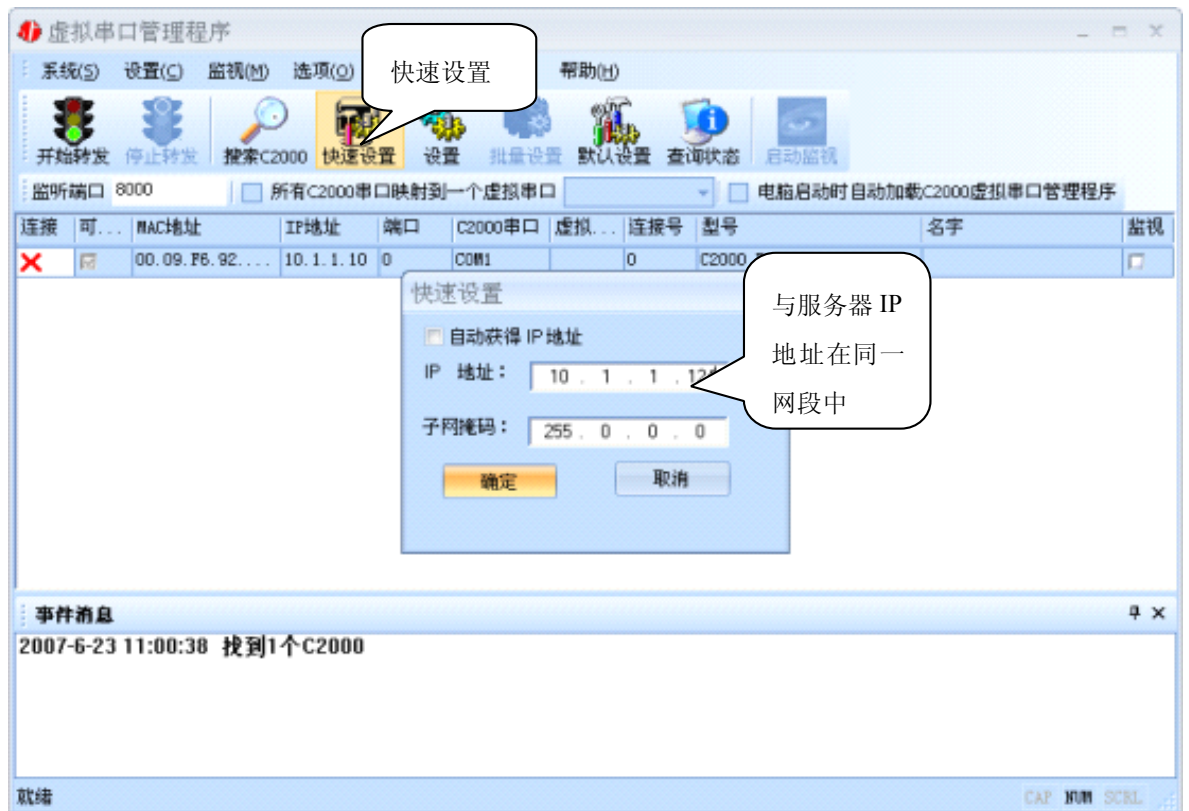 虚拟串口管理程序
快速设置
系统(S) 设置(C) 监视(M) 选项(O) 帮助(H)
开始转发 停止转发 搜索C2000 快速设置 设置 批量设置 默认设置 查询状态 启动监视
监听端口 8000 所有C2000串口映射到一个虚拟串口 电脑启动时自动加载C2000虚拟串口管理程序
连接 可... MAC地址 IP地址 端口 C2000串口 虚拟... 连接号 型号 名字 监视
00.09.F6.92.... 10.1.1.10 0 COM1 0 C2000
快速设置
与服务器 IP
地址在同一
网段中
自动获得 IP 地址
IP 地址： 10 . 1 . 1 .
子网掩码： 255 . 0 . 0 . 0
确定 取消
事件消息
2007-6-23 11:00:38 找到1个C2000
就绪 CAP NUM SCRL